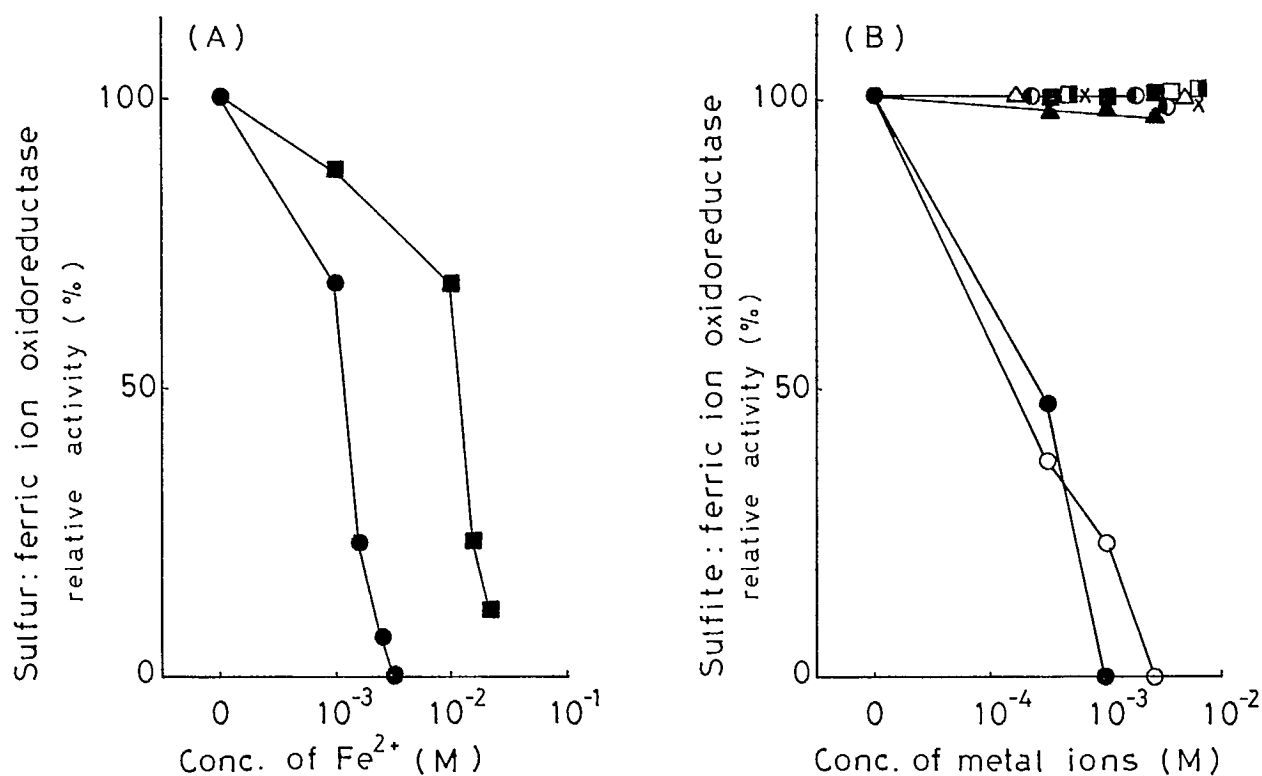 (A)
Sulfur: ferric ion oxidoreductase
relative activity (%)
100
50
0
0
10⁻³
10⁻²
10⁻¹
Conc. of Fe²⁺ (M)
(B)
Sulfite: ferric ion oxidoreductase
relative activity (%)
100
50
0
0
10⁻⁴
10⁻³
10⁻²
Conc. of metal ions (M)